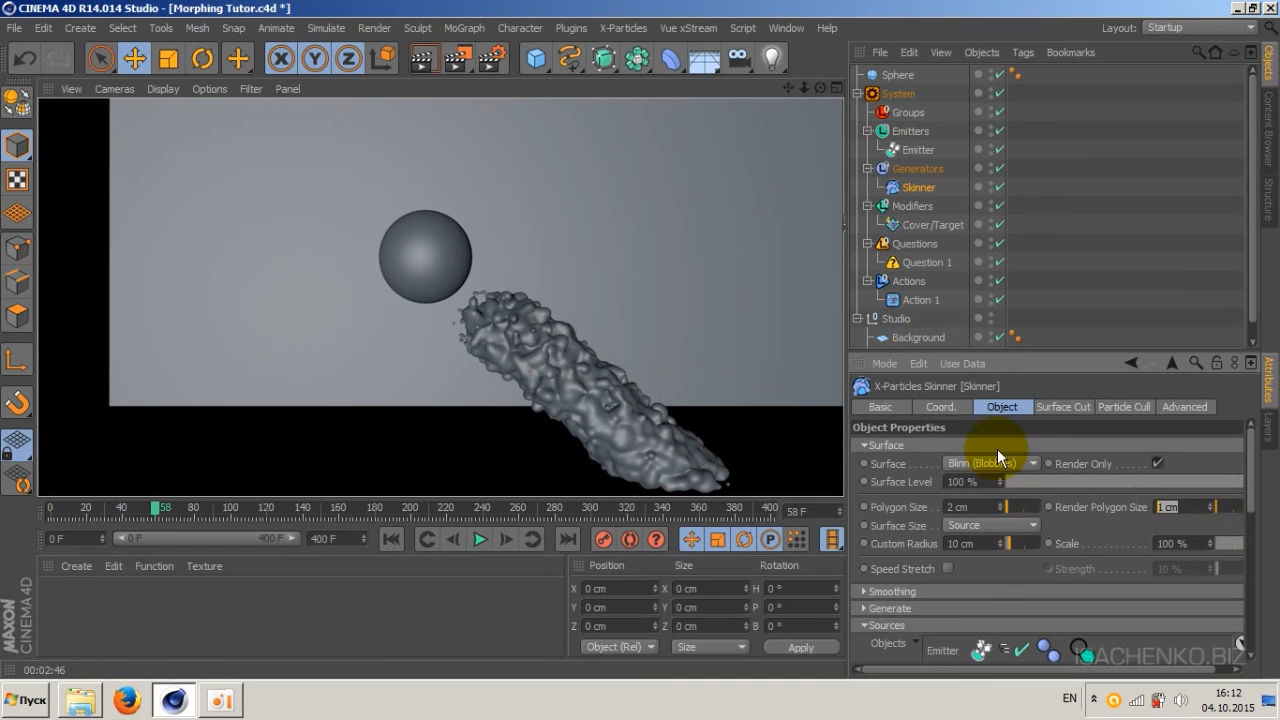 CINEMA 4D R14.014 Studio - [Morphing Tutor.c4d *]
File Edit Create Select Tools Mesh Snap Animate Simulate Render Sculpt MoGraph Character Plugins X-Particles Vue xStream Script Window Help Layout: Startup
X Y Z
File Edit View Objects Tags Bookmarks
View Cameras Display Options Filter Panel
Sphere
System
Groups
Emitters
Emitter
Generators
Skinner
Modifiers
Cover/Target
Questions
Question 1
Actions
Action 1
Studio
Background
Objects
Content Browser
Structure
Mode Edit User Data
X-Particles Skinner [Skinner]
Basic Coord. Object Surface Cut Particle Cull Advanced
Object Properties
Surface
Surface Blinn (Blobbies) Render Only
Surface Level 100 %
Polygon Size 2 cm Render Polygon Size 1 cm
Surface Size Source
Custom Radius 10 cm Scale 100 %
Speed Stretch Strength 10 %
Smoothing
Generate
Sources
Objects Emitter
ISACHENKO.BIZ
Attributes
Layers
0 20 40 58 80 100 120 140 160 180 200 220 240 260 280 300 320 340 360 380 400 58 F
0 F 0 F 400 F 400 F
P
Create Edit Function Texture
Position Size Rotation
X 0 cm X 0 cm H 0 °
Y 0 cm Y 0 cm P 0 °
Z 0 cm Z 0 cm B 0 °
Object (Rel) Size Apply
MAXON
CINEMA 4D
00:02:46
Пуск
EN
16:12
04.10.2015